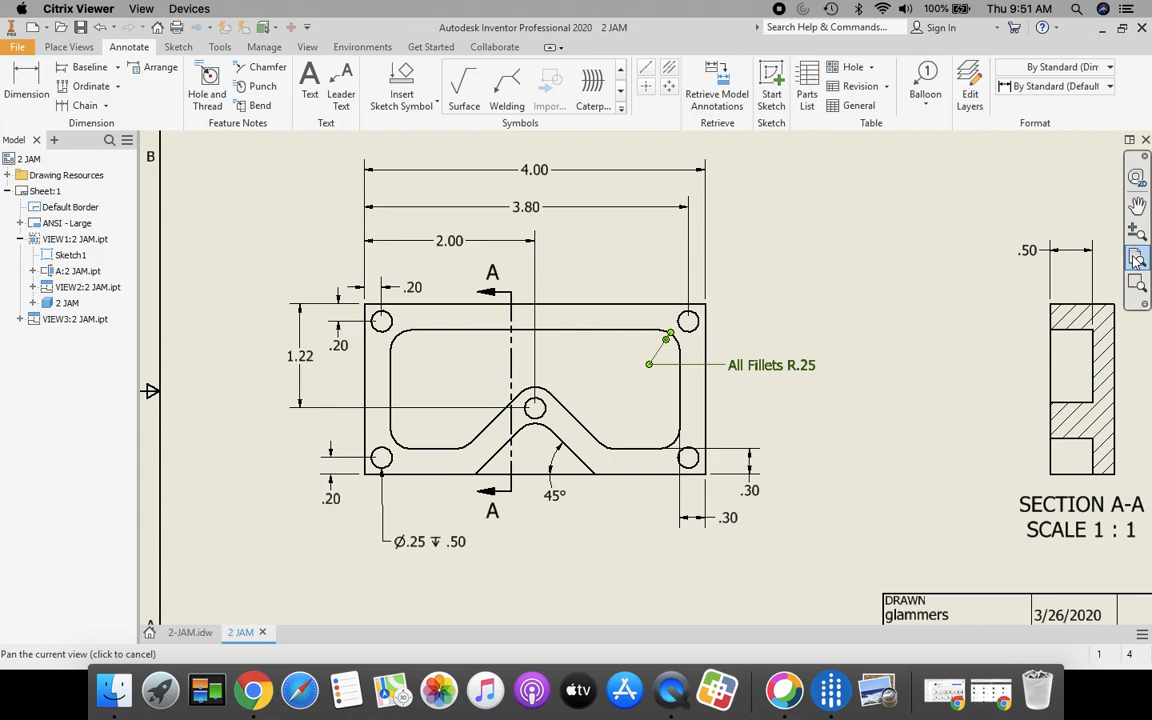 Citrix Viewer View Devices 100% Thu 9:51 AM
Autodesk Inventor Professional 2020 2 JAM Search Help & Commands... Sign In
PRO
File Place Views Annotate Sketch Tools Manage View Environments Get Started Collaborate
Dimension Baseline Arrange
Ordinate
Chain
Dimension
Hole and Thread Chamfer
Punch
Bend
Feature Notes
Text Leader Text
Text
Insert Sketch Symbol Surface Welding Impor... Caterp...
Symbols
Retrieve Model Annotations
Retrieve
Start Sketch
Sketch
Parts List Hole
Revision
General
Table
Balloon
Edit Layers By Standard (Dim
By Standard (Default
Format
Model
2 JAM
Drawing Resources
Sheet:1
Default Border
ANSI - Large
VIEW1:2 JAM.ipt
Sketch1
A:2 JAM.ipt
VIEW2:2 JAM.ipt
2 JAM
VIEW3:2 JAM.ipt
B
2D
4.00
3.80
2.00
.50
A
.20
.20
1.22
All Fillets R.25
.20
45°
.30
A
.30
Ø.25 ↧ .50
SECTION A-A
SCALE 1 : 1
DRAWN
glammers 3/26/2020
A
2-JAM.idw 2 JAM
Pan the current view (click to cancel) 1 4
tv